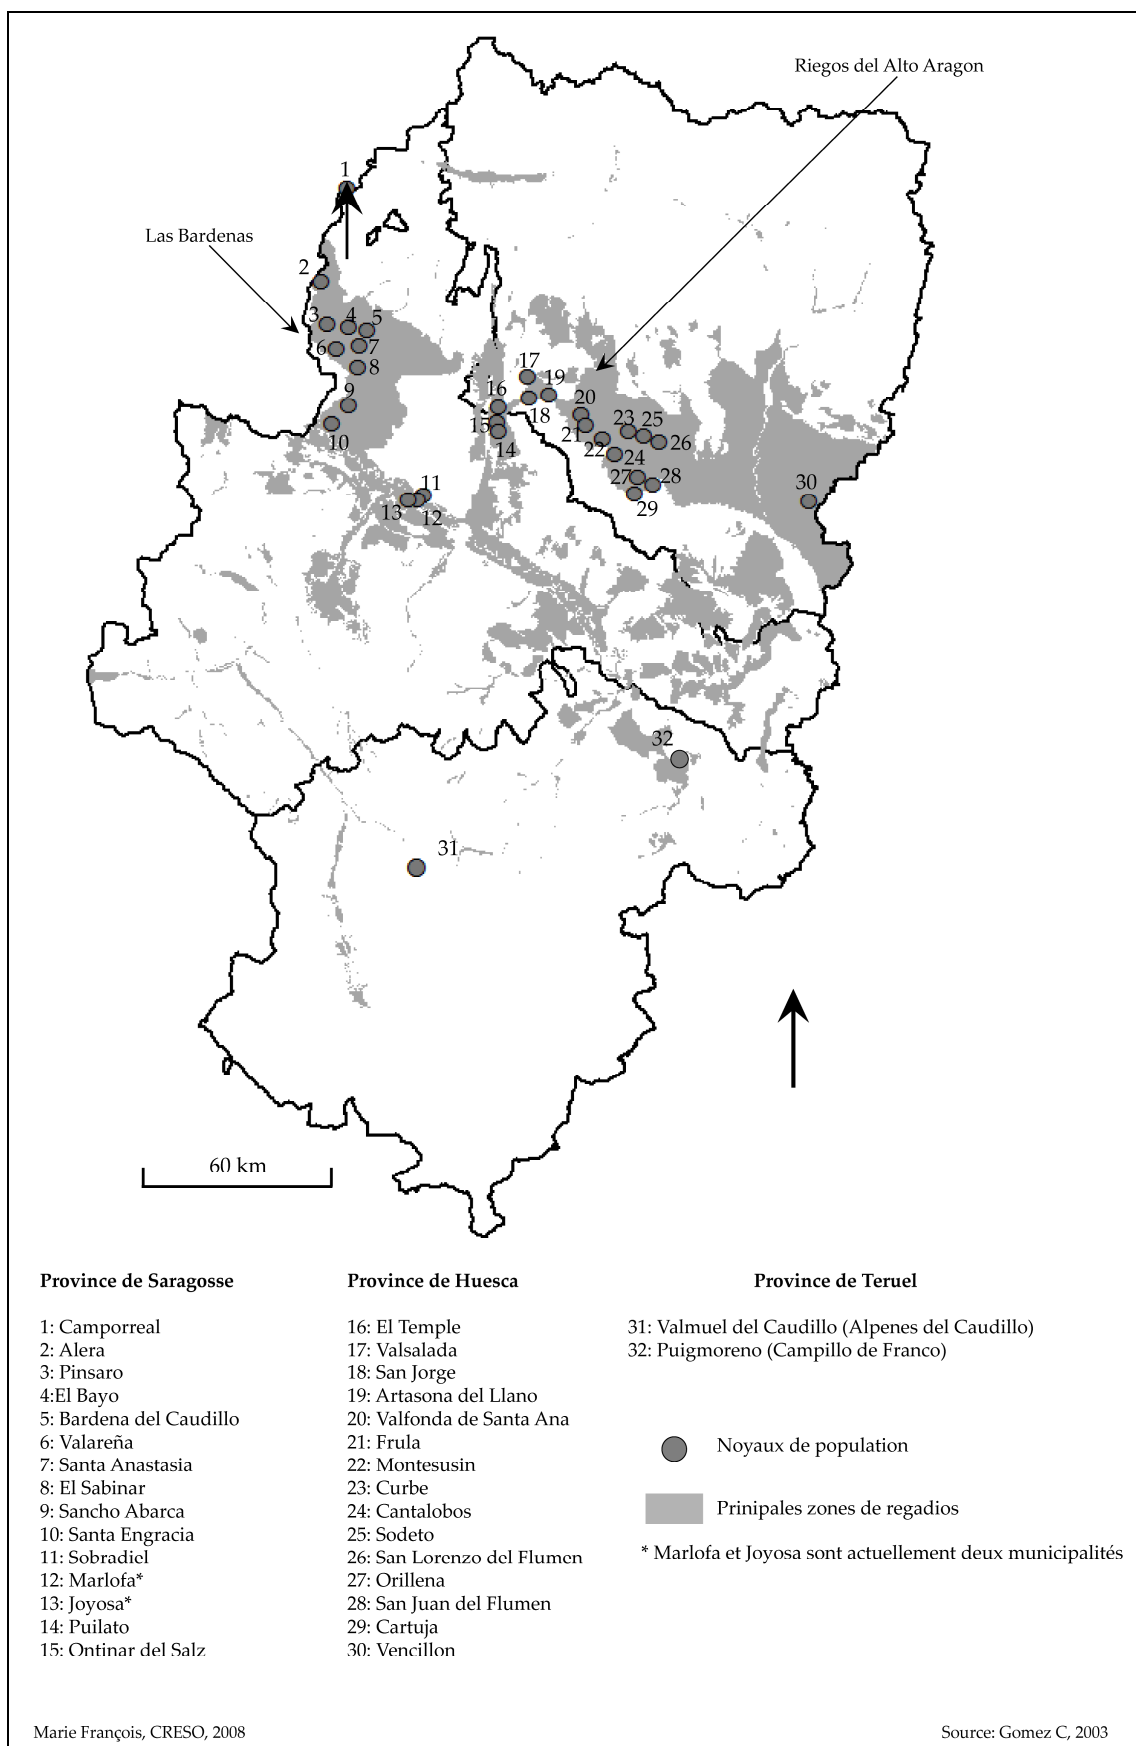 Riegos del Alto Aragon
1
Las Bardenas
2
3
4
5
6
7
8
9
10
11
12
13
14
15
16
17
18
19
20
21
22
23
24
25
26
27
28
29
30
31
32
60 km
Province de Saragosse
1: Camporreal
2: Alera
3: Pinsaro
4:El Bayo
5: Bardena del Caudillo
6: Valareña
7: Santa Anastasia
8: El Sabinar
9: Sancho Abarca
10: Santa Engracia
11: Sobradiel
12: Marlofa*
13: Joyosa*
14: Puilato
15: Ontinar del Salz
Province de Huesca
16: El Temple
17: Valsalada
18: San Jorge
19: Artasona del Llano
20: Valfonda de Santa Ana
21: Frula
22: Montesusin
23: Curbe
24: Cantalobos
25: Sodeto
26: San Lorenzo del Flumen
27: Orillena
28: San Juan del Flumen
29: Cartuja
30: Vencillon
Province de Teruel
31: Valmuel del Caudillo (Alpenes del Caudillo)
32: Puigmoreno (Campillo de Franco)
Noyaux de population
Prinipales zones de regadios
* Marlofa et Joyosa sont actuellement deux municipalités
Marie François, CRESO, 2008
Source: Gomez C, 2003